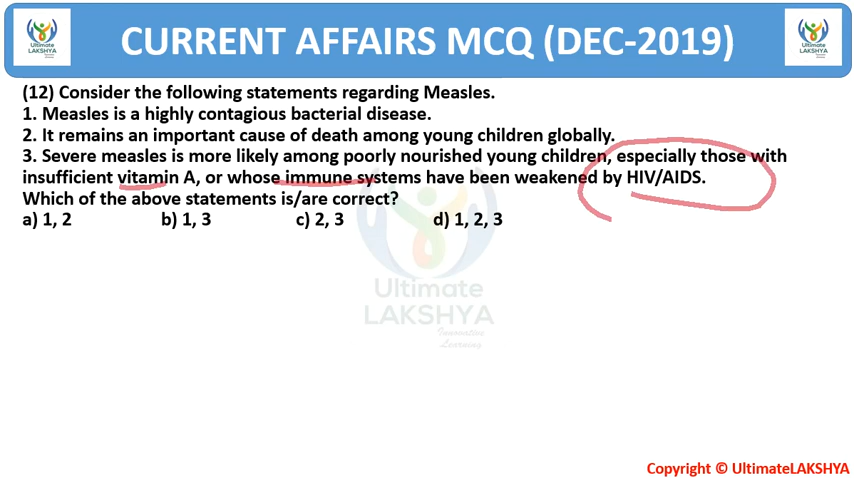 Ultimate
LAKSHYA
CURRENT AFFAIRS MCQ (DEC-2019)
Ultimate
LAKSHYA
(12) Consider the following statements regarding Measles.
1. Measles is a highly contagious bacterial disease.
2. It remains an important cause of death among young children globally.
3. Severe measles is more likely among poorly nourished young children, especially those with
insufficient vitamin A, or whose immune systems have been weakened by HIV/AIDS.
Which of the above statements is/are correct?
a) 1, 2 b) 1, 3 c) 2, 3 d) 1, 2, 3
Ultimate
LAKSHYA
Innovative
Learning
Copyright © UltimateLAKSHYA